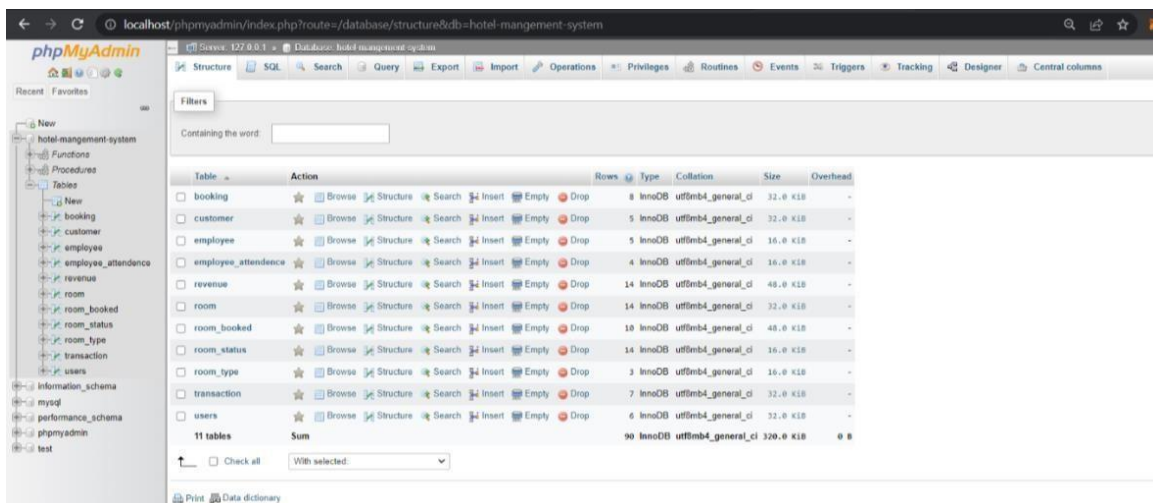 localhost/phpmyadmin/index.php?route=/database/structure&db=hotel-mangement-system
phpMyAdmin
Recent Favorites
New
hotel-mangement-system
Functions
Procedures
Tables
New
booking
customer
employee
employee_attendence
revenue
room
room_booked
room_status
room_type
transaction
users
information_schema
mysql
performance_schema
phpmyadmin
test
Server: 127.0.0.1 » Database: hotel-mangement-system
Structure SQL Search Query Export Import Operations Privileges Routines Events Triggers Tracking Designer Central columns
Filters
Containing the word:
Table Action Rows Type Collation Size Overhead
booking Browse Structure Search Insert Empty Drop 8 InnoDB utf8mb4_general_ci 32.0 KiB -
customer Browse Structure Search Insert Empty Drop 5 InnoDB utf8mb4_general_ci 32.0 KiB -
employee Browse Structure Search Insert Empty Drop 5 InnoDB utf8mb4_general_ci 16.0 KiB -
employee_attendence Browse Structure Search Insert Empty Drop 4 InnoDB utf8mb4_general_ci 16.0 KiB -
revenue Browse Structure Search Insert Empty Drop 14 InnoDB utf8mb4_general_ci 48.0 KiB -
room Browse Structure Search Insert Empty Drop 14 InnoDB utf8mb4_general_ci 32.0 KiB -
room_booked Browse Structure Search Insert Empty Drop 10 InnoDB utf8mb4_general_ci 48.0 KiB -
room_status Browse Structure Search Insert Empty Drop 14 InnoDB utf8mb4_general_ci 16.0 KiB -
room_type Browse Structure Search Insert Empty Drop 3 InnoDB utf8mb4_general_ci 16.0 KiB -
transaction Browse Structure Search Insert Empty Drop 7 InnoDB utf8mb4_general_ci 32.0 KiB -
users Browse Structure Search Insert Empty Drop 6 InnoDB utf8mb4_general_ci 32.0 KiB -
11 tables Sum 90 InnoDB utf8mb4_general_ci 320.0 KiB 0 B
Check all With selected:
Print Data dictionary